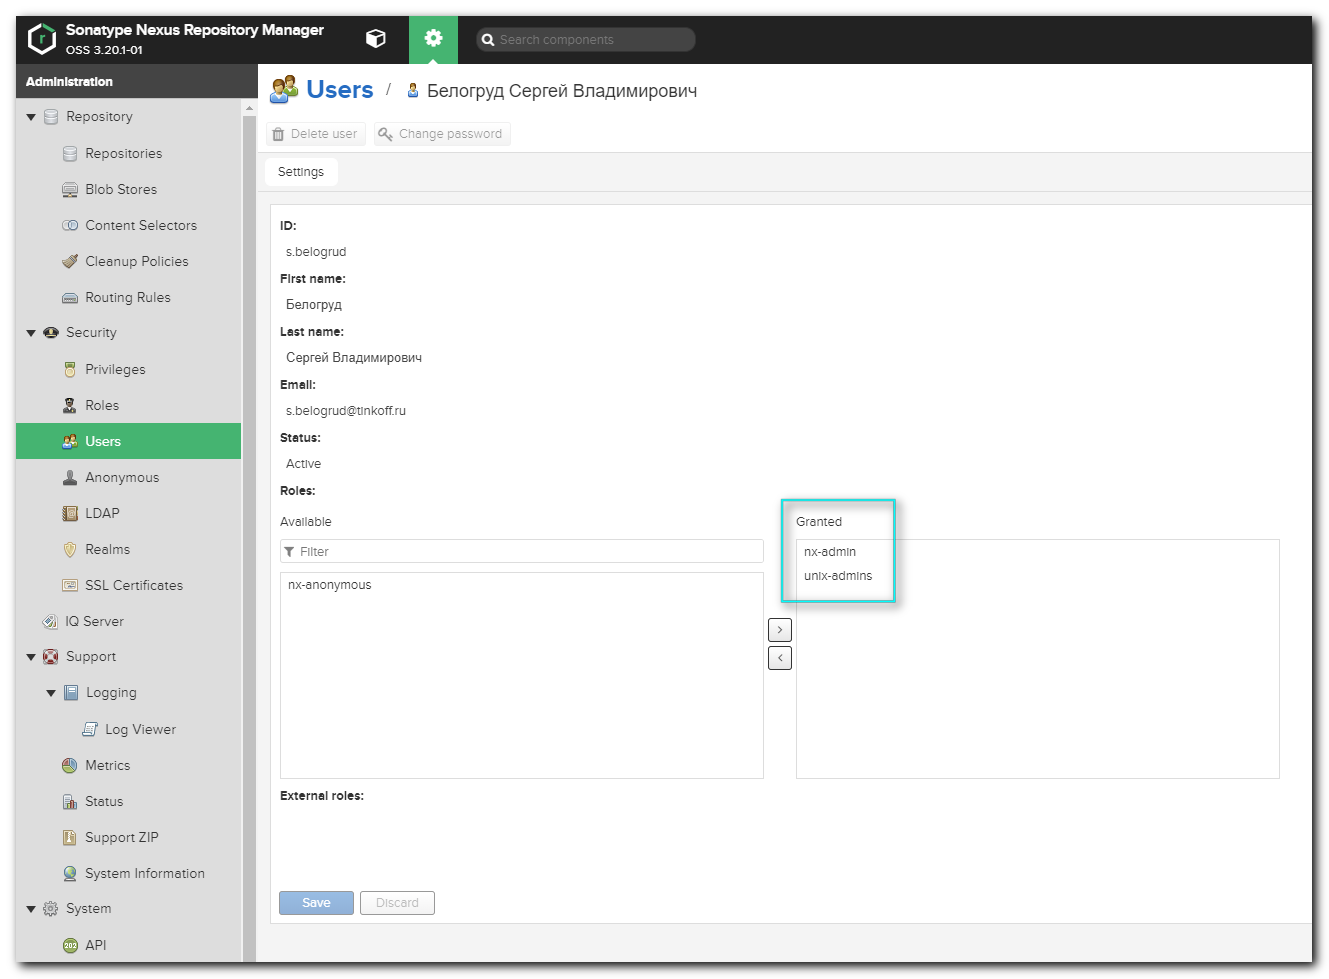 Sonatype Nexus Repository Manager
OSS 3.20.1-01
Search components
Administration
Repository
Repositories
Blob Stores
Content Selectors
Cleanup Policies
Routing Rules
Security
Privileges
Roles
Users
Anonymous
LDAP
Realms
SSL Certificates
IQ Server
Support
Logging
Log Viewer
Metrics
Status
Support ZIP
System Information
System
API
Users / Белогруд Сергей Владимирович
Delete user Change password
Settings
ID:
s.belogrud
First name:
Белогруд
Last name:
Сергей Владимирович
Email:
s.belogrud@tinkoff.ru
Status:
Active
Roles:
Available
Filter
nx-anonymous
Granted
nx-admin
unix-admins
External roles:
Save Discard